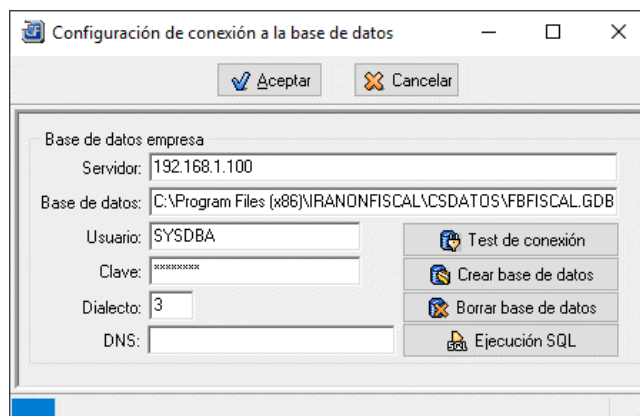 Configuración de conexión a la base de datos
Aceptar Cancelar
Base de datos empresa
Servidor: 192.168.1.100
Base de datos: C:\Program Files (x86)\IRANONFISCAL\CSDATOS\FBFISCAL.GDB
Usuario: SYSDBA
Test de conexión
Clave: ********
Crear base de datos
Dialecto: 3
Borrar base de datos
DNS:
Ejecución SQL